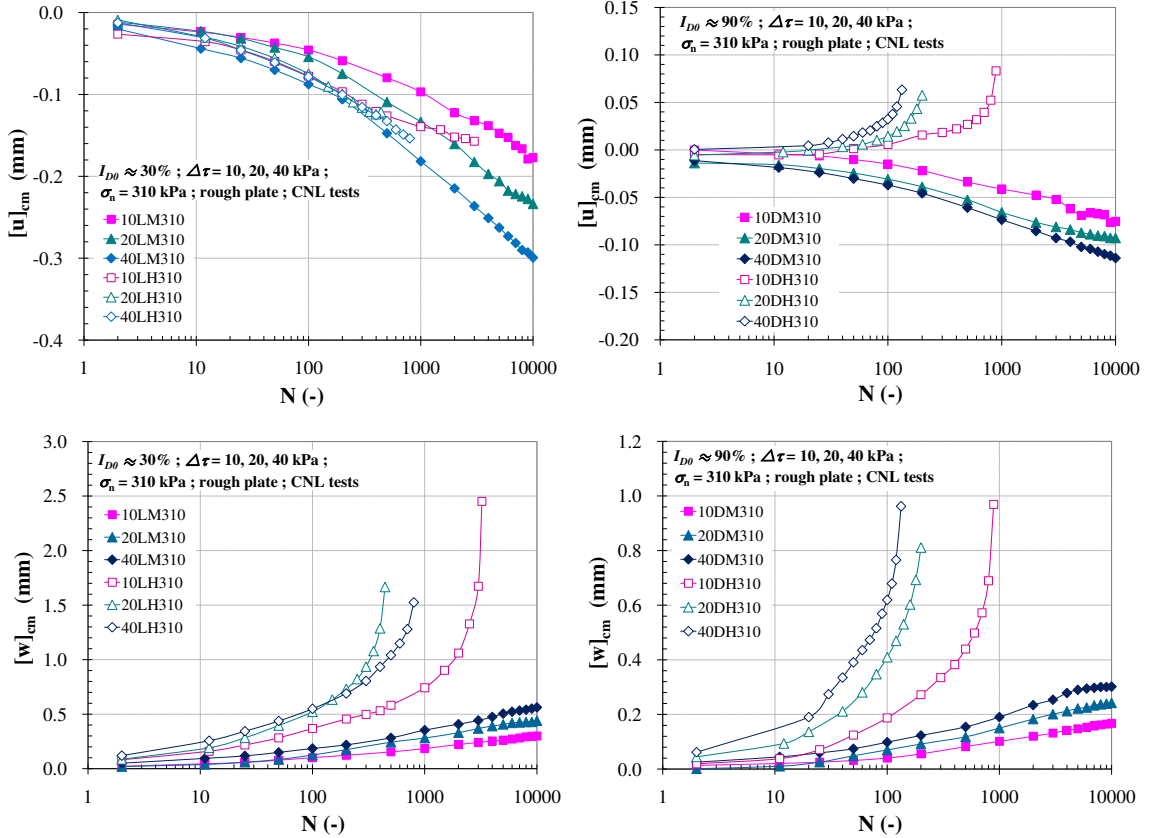 0.0
-0.1
-0.2
-0.3
-0.4
[u]cm (mm)
I_D0 ≈ 30% ; Δτ = 10, 20, 40 kPa ;
σn = 310 kPa ; rough plate ; CNL tests
10LM310
20LM310
40LM310
10LH310
20LH310
40LH310
1 10 100 1000 10000
N (-)
0.15
0.10
0.05
0.00
-0.05
-0.10
-0.15
-0.20
[u]cm (mm)
I_D0 ≈ 90% ; Δτ = 10, 20, 40 kPa ;
σn = 310 kPa ; rough plate ; CNL tests
10DM310
20DM310
40DM310
10DH310
20DH310
40DH310
1 10 100 1000 10000
N (-)
3.0
2.5
2.0
1.5
1.0
0.5
0.0
[w]cm (mm)
I_D0 ≈ 30% ; Δτ = 10, 20, 40 kPa ;
σn = 310 kPa ; rough plate ; CNL tests
10LM310
20LM310
40LM310
10LH310
20LH310
40LH310
1 10 100 1000 10000
N (-)
1.2
1.0
0.8
0.6
0.4
0.2
0.0
[w]cm (mm)
I_D0 ≈ 90% ; Δτ = 10, 20, 40 kPa ;
σn = 310 kPa ; rough plate ; CNL tests
10DM310
20DM310
40DM310
10DH310
20DH310
40DH310
1 10 100 1000 10000
N (-)